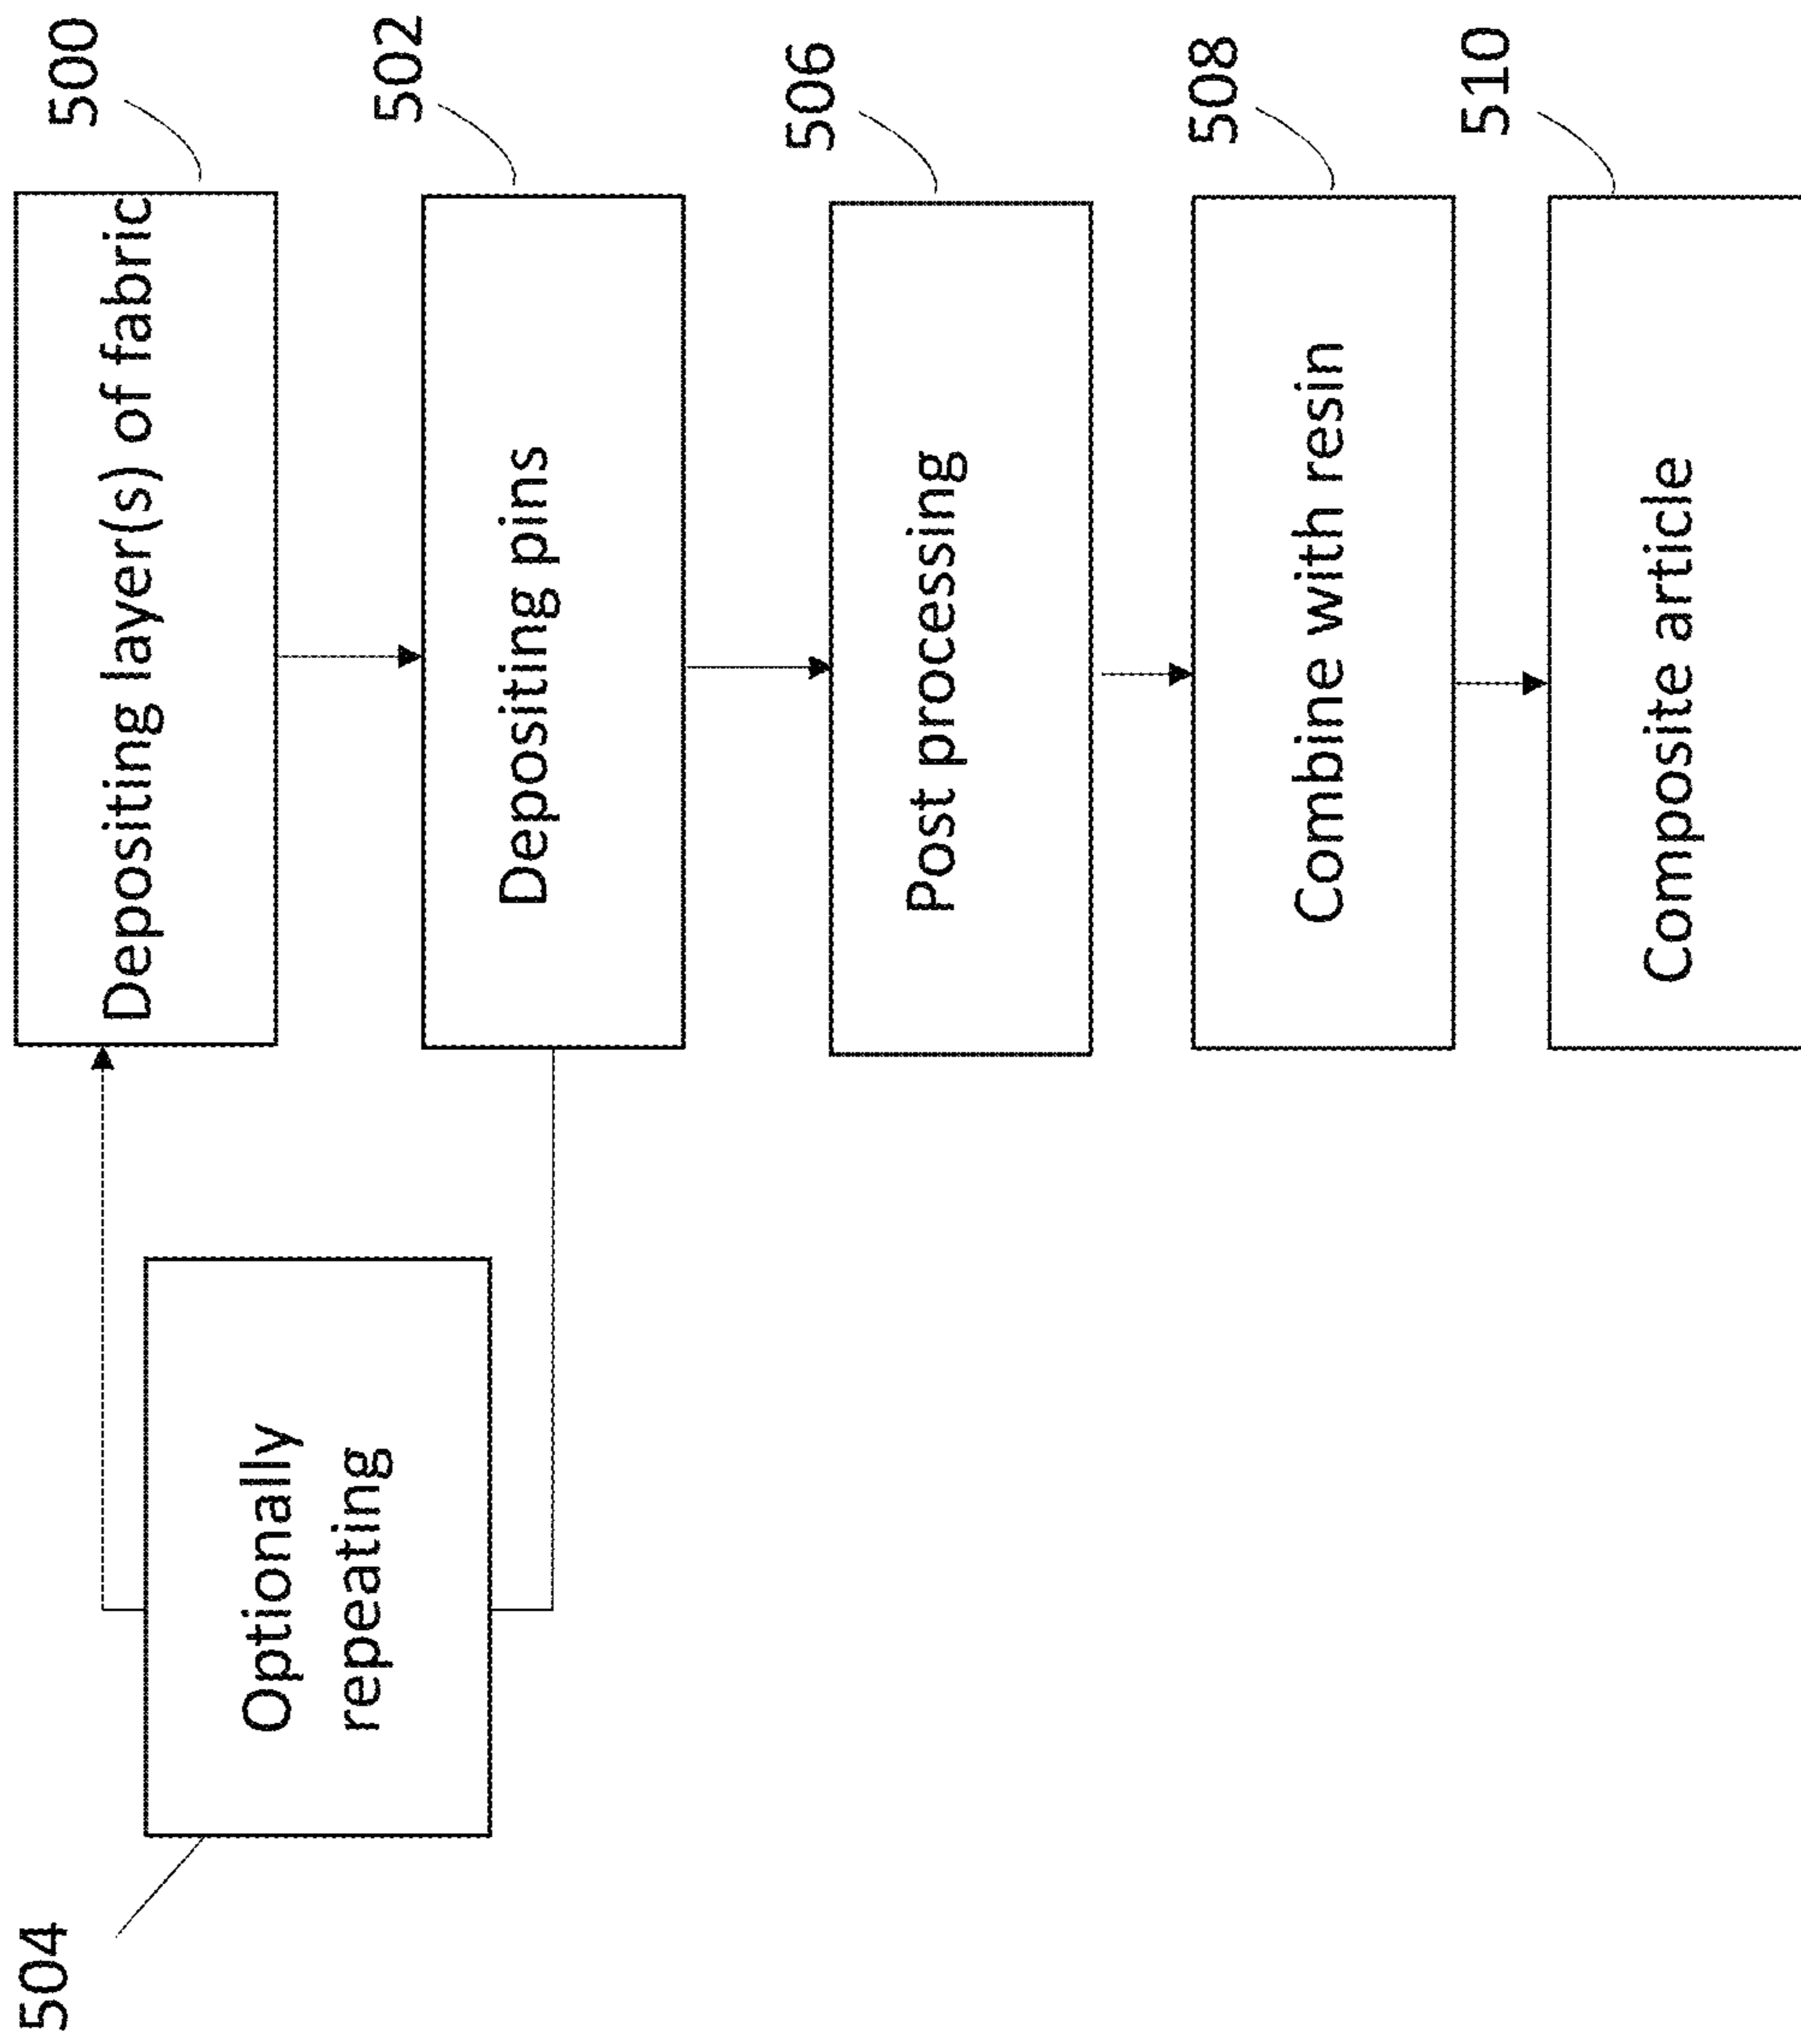 500
Depositing layer(s) of fabric
502
Depositing pins
504
Optionally
repeating
506
Post processing
508
Combine with resin
510
Composite article